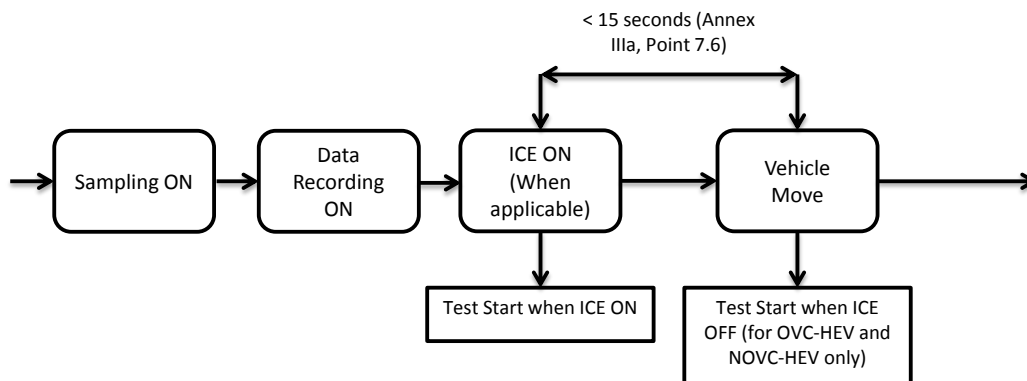 < 15 seconds (Annex
IIIa, Point 7.6)
Sampling ON
Data
Recording
ON
ICE ON
(When
applicable)
Vehicle
Move
Test Start when ICE ON
Test Start when ICE
OFF (for OVC-HEV and
NOVC-HEV only)